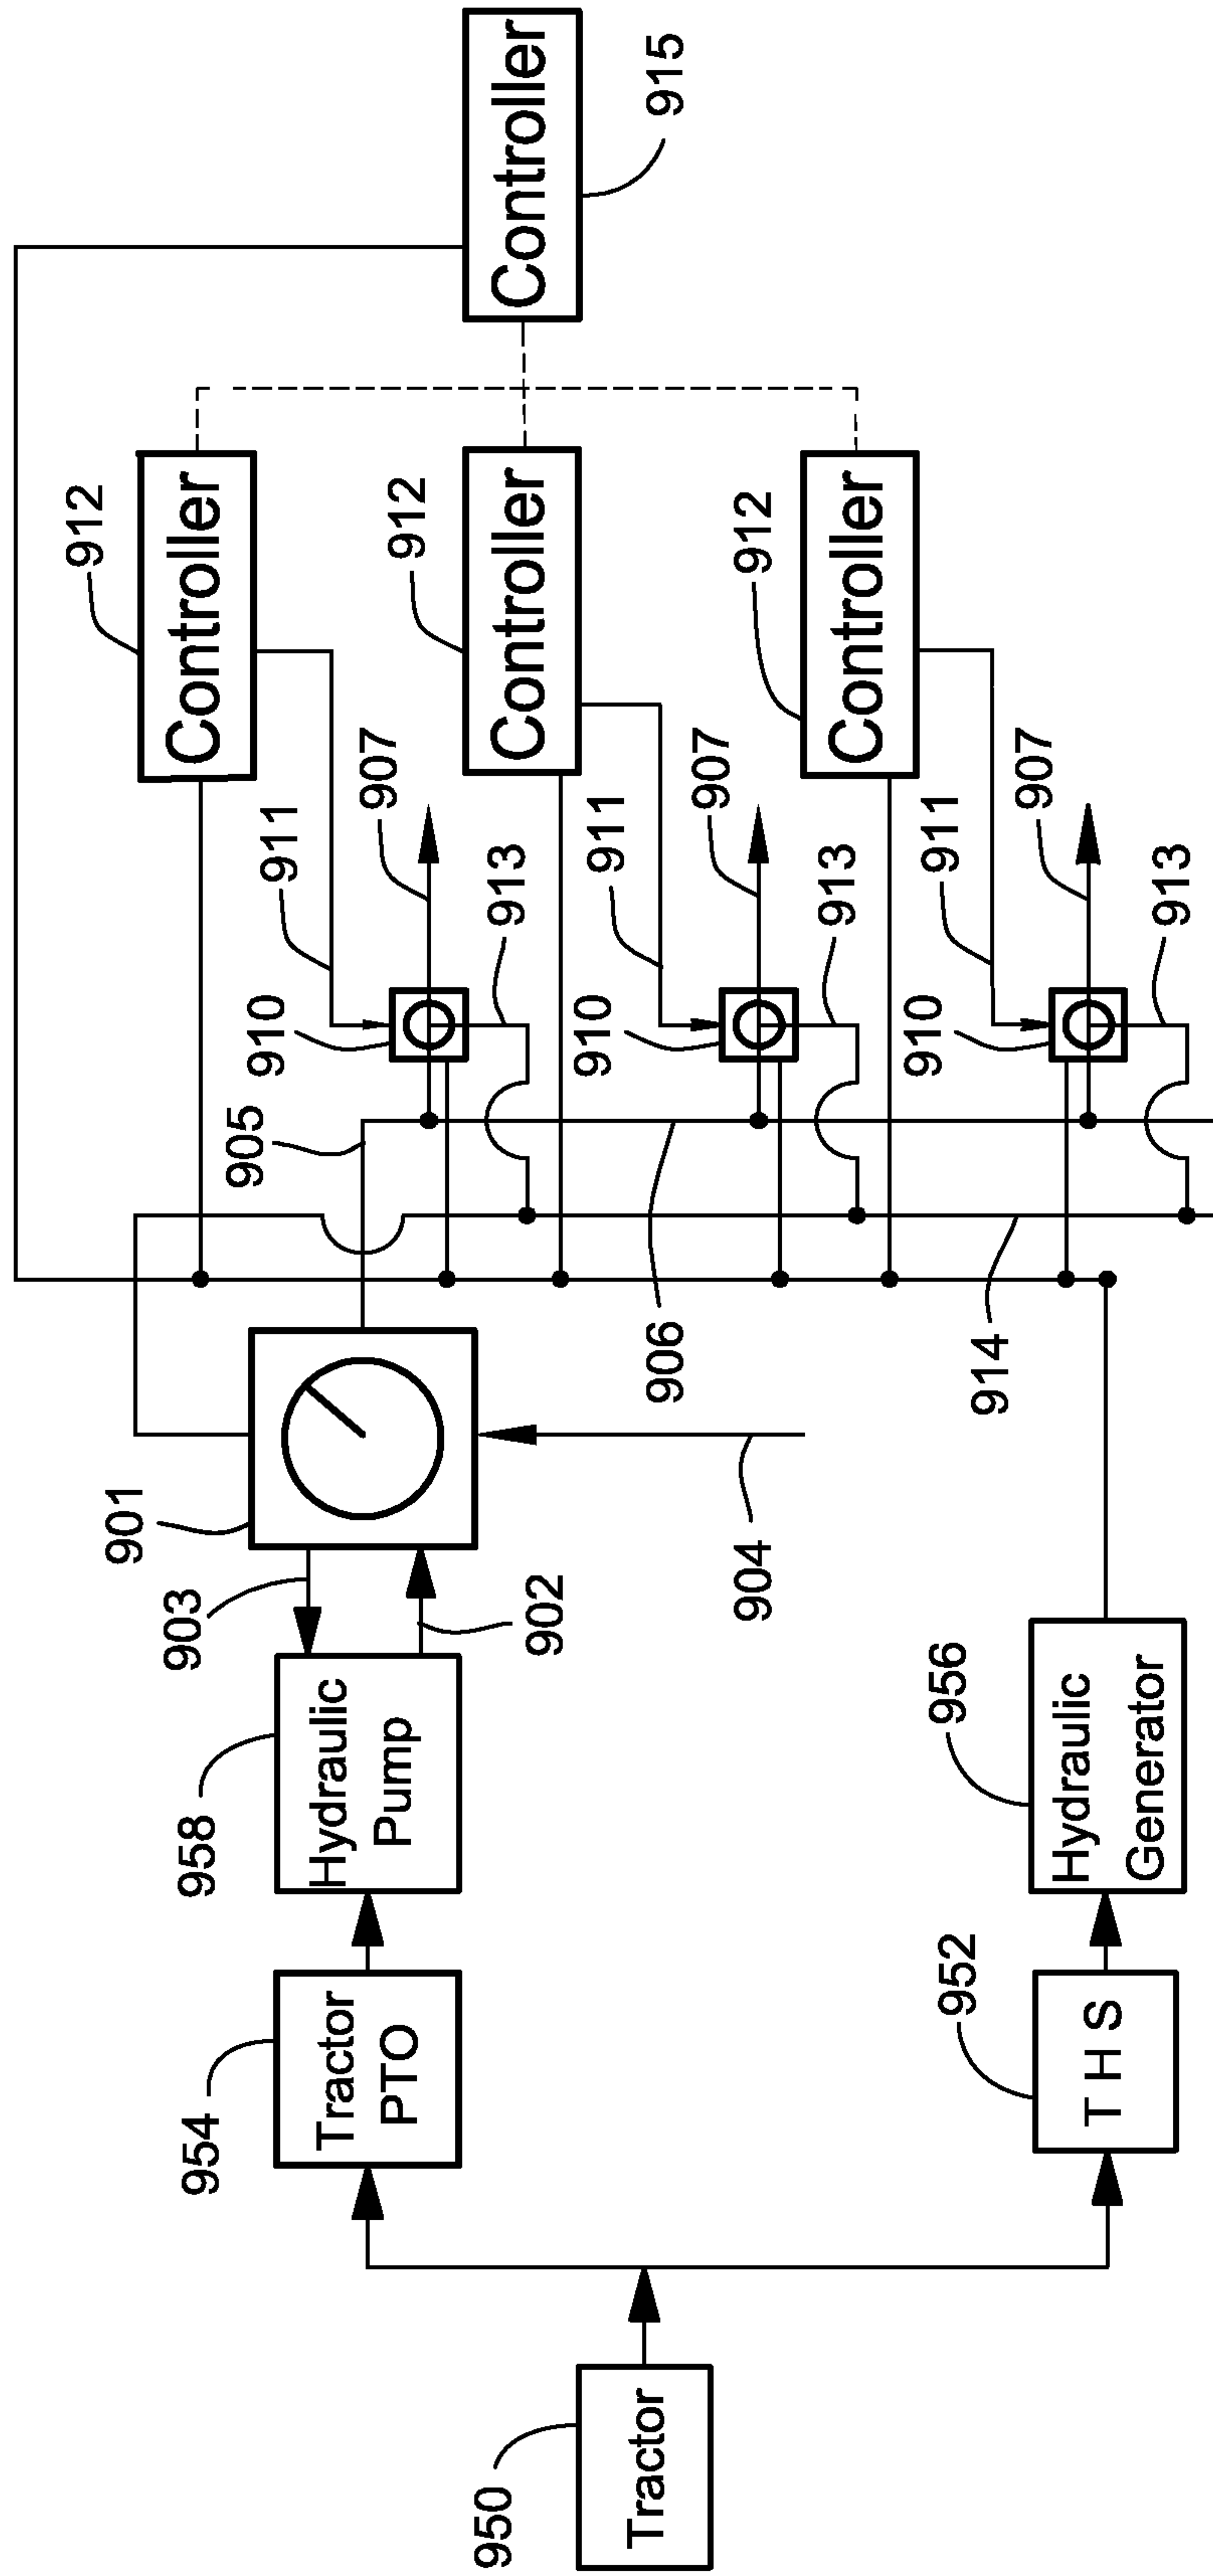 912
901
903
Controller
954
958
905
910
911
Tractor
PTO
Hydraulic
Pump
907
912
950
913
Controller
Controller
902
910
911
Tractor
906
915
907
904
912
913
Controller
910
911
952
956
914
907
T H S
Hydraulic
Generator
913